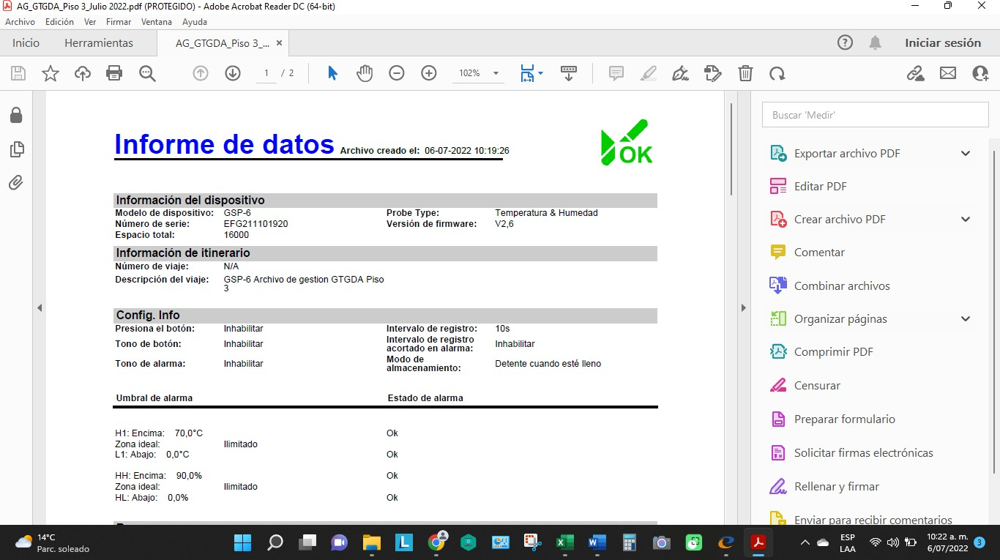 AG_GTGDA_Piso 3_Julio 2022.pdf (PROTEGIDO) - Adobe Acrobat Reader DC (64-bit)
Archivo Edición Ver Firmar Ventana Ayuda
Inicio Herramientas AG_GTGDA_Piso 3_... × Iniciar sesión
1 / 2 102%
Buscar 'Medir'
Informe de datos Archivo creado el: 06-07-2022 10:19:26
OK
Información del dispositivo
Modelo de dispositivo: GSP-6 Probe Type: Temperatura & Humedad
Número de serie: EFG211101920 Versión de firmware: V2,6
Espacio total: 16000
Información de itinerario
Número de viaje: N/A
Descripción del viaje: GSP-6 Archivo de gestion GTGDA Piso
3
Config. Info
Presiona el botón: Inhabilitar Intervalo de registro: 10s
Tono de botón: Inhabilitar Intervalo de registro
acortado en alarma: Inhabilitar
Tono de alarma: Inhabilitar Modo de
almacenamiento: Detente cuando esté lleno
Umbral de alarma Estado de alarma
H1: Encima: 70,0°C Ok
Zona ideal: Ilimitado
L1: Abajo: 0,0°C Ok
HH: Encima: 90,0% Ok
Zona ideal: Ilimitado
HL: Abajo: 0,0% Ok
Exportar archivo PDF
Editar PDF
Crear archivo PDF
Comentar
Combinar archivos
Organizar páginas
Comprimir PDF
Censurar
Preparar formulario
Solicitar firmas electrónicas
Rellenar y firmar
Enviar para recibir comentarios
14°C
Parc. soleado
ESP
LAA
10:22 a. m.
6/07/2022
3